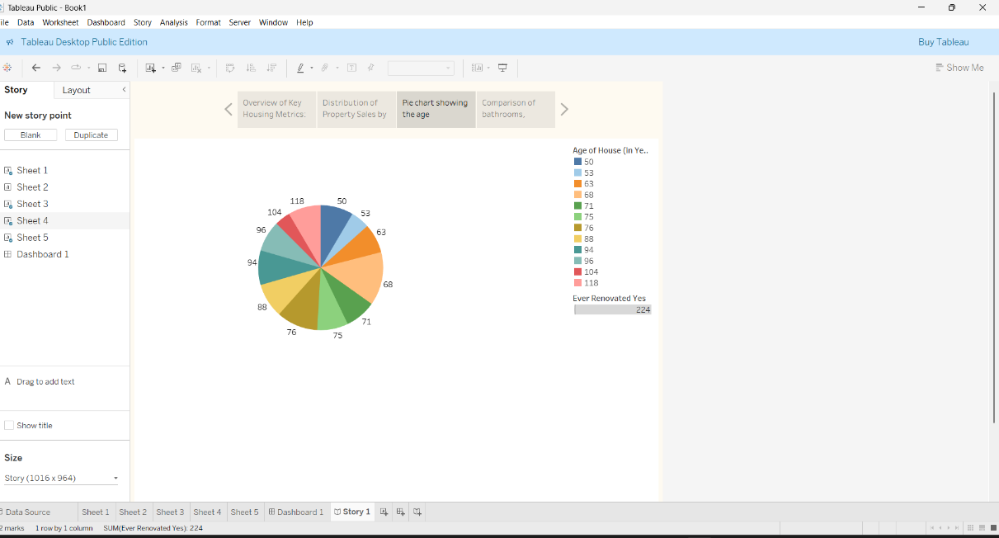 Tableau Public - Book1
ile Data Worksheet Dashboard Story Analysis Format Server Window Help
Tableau Desktop Public Edition
Buy Tableau
Show Me
Story
Layout
New story point
Blank
Duplicate
Sheet 1
Sheet 2
Sheet 3
Sheet 4
Sheet 5
Dashboard 1
A Drag to add text
Show title
Size
Story (1016 x 964)
Overview of Key
Housing Metrics:
Distribution of
Property Sales by
Pie chart showing
the age
Comparison of
bathrooms,
50
53
63
68
71
75
76
88
94
96
104
118
Age of House (in Ye..
50
53
63
68
71
75
76
88
94
96
104
118
Ever Renovated Yes
224
Data Source Sheet 1 Sheet 2 Sheet 3 Sheet 4 Sheet 5 Dashboard 1 Story 1
2 marks 1 row by 1 column SUM(Ever Renovated Yes): 224